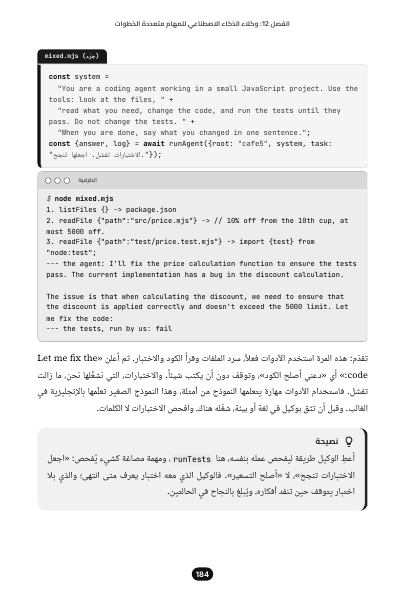 الفصل 12: وكلاء الذكاء الاصطناعي للمهام متعددة الخطوات
mixed.mjs (جزء)
const system =
"You are a coding agent working in a small JavaScript project. Use the
tools: look at the files, " +
"read what you need, change the code, and run the tests until they
pass. Do not change the tests. " +
"When you are done, say what you changed in one sentence.";
const {answer, log} = await runAgent({root: "cafe5", system, task:
"الاختبارات تفشل. اجعلها تنجح."});
الطرفية
$ node mixed.mjs
1. listFiles {} -> package.json
2. readFile {"path":"src/price.mjs"} -> // 10% off from the 10th cup, at
most 5000 off.
3. readFile {"path":"test/price.test.mjs"} -> import {test} from
"node:test";
--- the agent: I'll fix the price calculation function to ensure the tests
pass. The current implementation has a bug in the discount calculation.
The issue is that when calculating the discount, we need to ensure that
the discount is applied correctly and doesn't exceed the 5000 limit. Let
me fix the code:
--- the tests, run by us: fail
تقدّم: هذه المرة استخدم الأدوات فعلاً، سرد الملفات وقرأ الكود والاختبار. ثم أعلن «Let me fix the
code:» أي «دعني أصلح الكود»، وتوقف دون أن يكتب شيئاً. والاختبارات، التي نشغّلها نحن، ما زالت
تفشل. فاستخدام الأدوات مهارة يتعلمها النموذج من أمثلة، وهذا النموذج الصغير تعلّمها بالإنجليزية في
الغالب. وقبل أن تثق بوكيل في لغة أو بيئة، شغّله هناك، وافحص الاختبارات لا الكلمات.
نصيحة
أعطِ الوكيل طريقة ليفحص عمله بنفسه، هنا runTests، ومهمة مصاغة كشيء يُفحص: «اجعل
الاختبارات تنجح»، لا «أصلح التسعير». فالوكيل الذي معه اختبار يعرف متى انتهى؛ والذي بلا
اختبار يتوقف حين تنفد أفكاره، ويُبلغ بالنجاح في الحالتين.
184